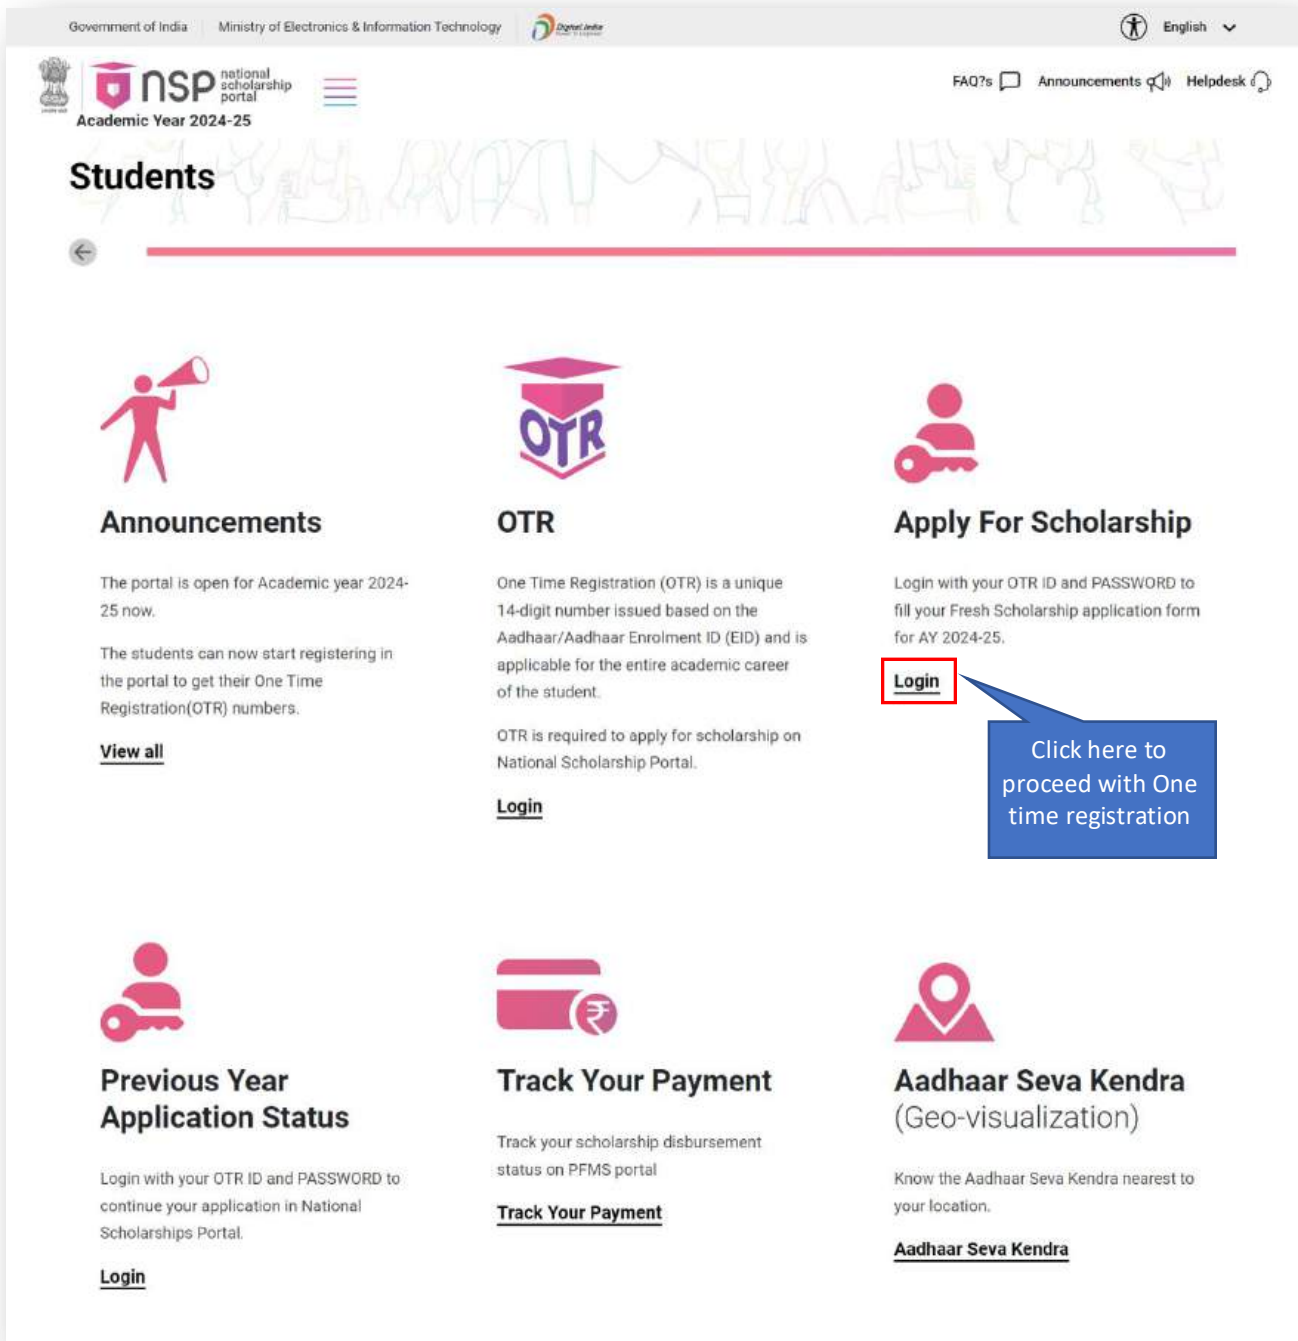 Government of India
Ministry of Electronics & Information Technology
Digital India
English
nsp
national
scholarship
portal
Academic Year 2024-25
FAQ?s
Announcements
Helpdesk
Students
OTR
Announcements
The portal is open for Academic year 2024-
25 now.
The students can now start registering in
the portal to get their One Time
Registration(OTR) numbers.
View all
OTR
One Time Registration (OTR) is a unique
14-digit number issued based on the
Aadhaar/Aadhaar Enrolment ID (EID) and is
applicable for the entire academic career
of the student.
OTR is required to apply for scholarship on
National Scholarship Portal.
Login
Apply For Scholarship
Login with your OTR ID and PASSWORD to
fill your Fresh Scholarship application form
for AY 2024-25.
Login
Click here to
proceed with One
time registration
Previous Year
Application Status
Login with your OTR ID and PASSWORD to
continue your application in National
Scholarships Portal.
Login
₹
Track Your Payment
Track your scholarship disbursement
status on PFMS portal
Track Your Payment
Aadhaar Seva Kendra
(Geo-visualization)
Know the Aadhaar Seva Kendra nearest to
your location.
Aadhaar Seva Kendra